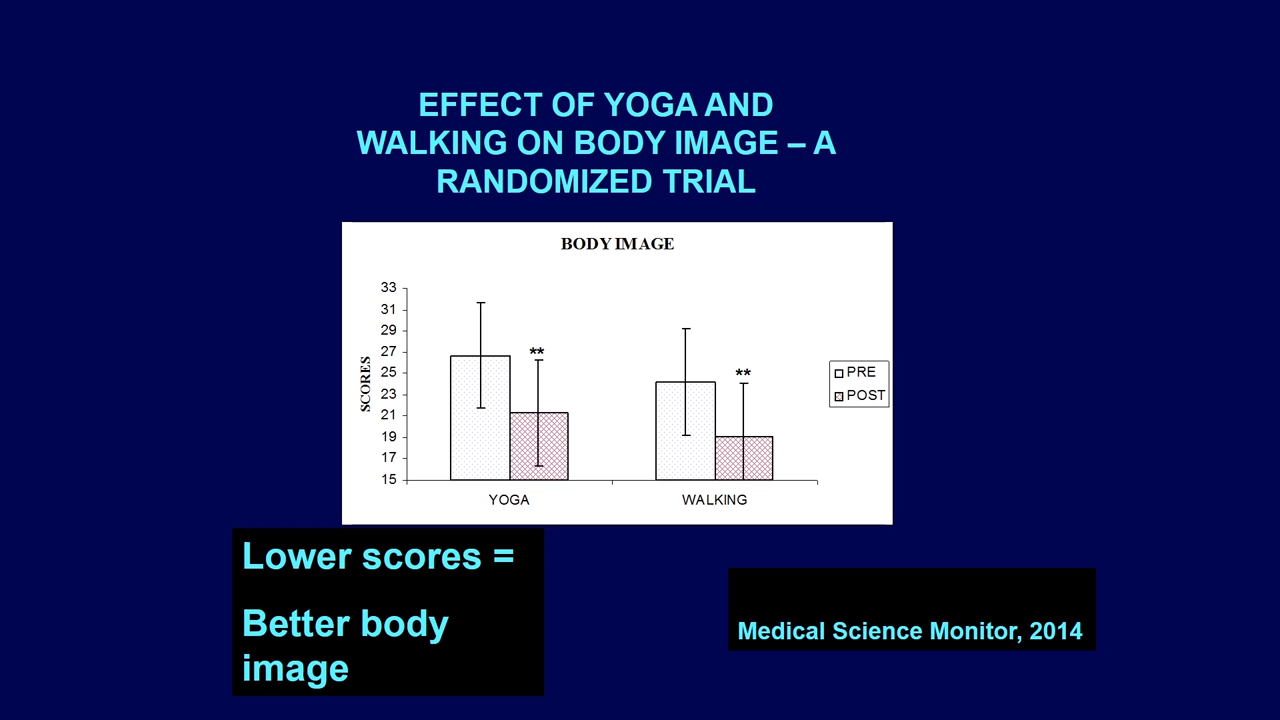 EFFECT OF YOGA AND
WALKING ON BODY IMAGE – A
RANDOMIZED TRIAL
BODY IMAGE
33
31
29
27
25
23
21
19
17
15
SCORES
**
**
YOGA
WALKING
PRE
POST
Lower scores =
Better body
image
Medical Science Monitor, 2014